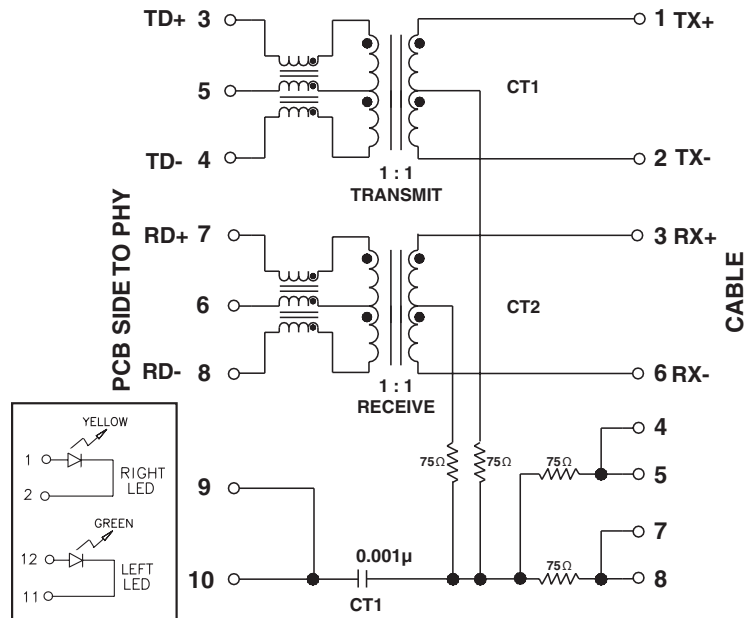 TD+ 3
1 TX+
5
CT1
TD- 4
2 TX-
1 : 1
TRANSMIT
PCB SIDE TO PHY
RD+ 7
3 RX+
6
CT2
CABLE
RD- 8
6 RX-
1 : 1
RECEIVE
YELLOW
1
RIGHT
LED
2
GREEN
12
LEFT
LED
11
4
75Ω
75Ω
75Ω
5
9
7
0.001µ
75Ω
10
8
CT1